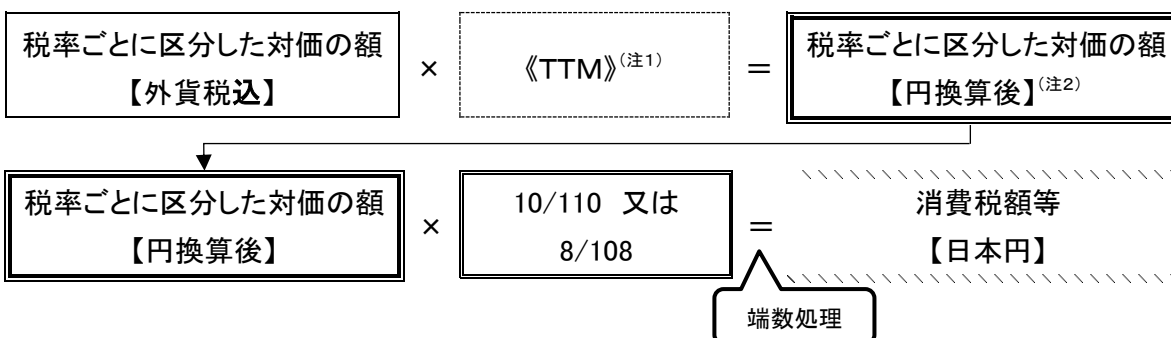 税率ごとに区分した対価の額 × 《TTM》(注1) = 税率ごとに区分した対価の額
【外貨税込】 【円換算後】(注2)
税率ごとに区分した対価の額 × 10/110 又は = 消費税額等
【円換算後】 8/108 【日本円】
端数処理